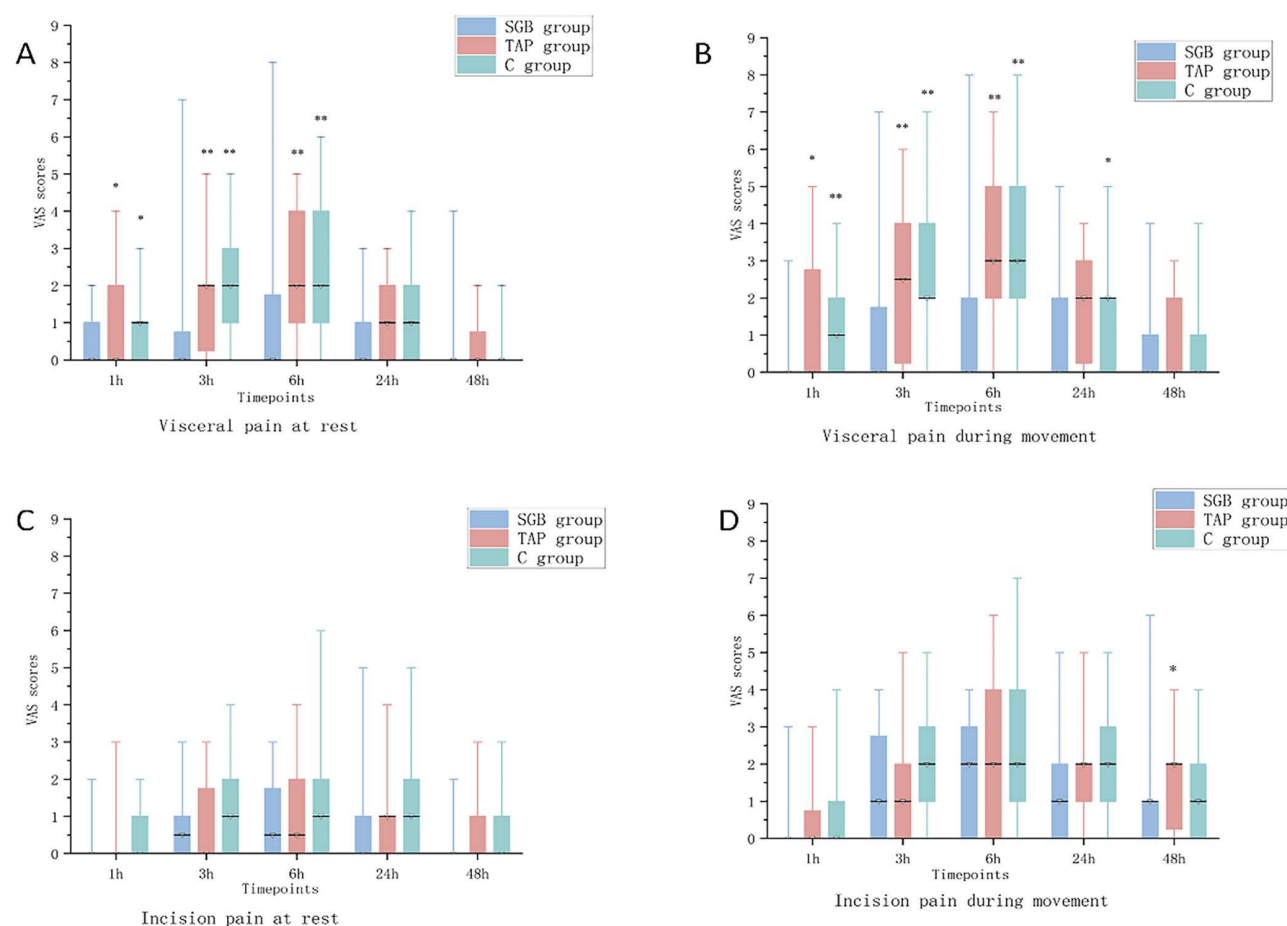 A
9
8
7
6
5
4
3
2
1
0
VAS scores
SGB group
TAP group
C group
*
*
**
**
**
**
1h
3h
6h
24h
48h
Timepoints
Visceral pain at rest
B
9
8
7
6
5
4
3
2
1
0
VAS scores
SGB group
TAP group
C group
*
**
**
**
**
**
*
1h
3h
6h
24h
48h
Timepoints
Visceral pain during movement
C
9
8
7
6
5
4
3
2
1
0
VAS scores
SGB group
TAP group
C group
1h
3h
6h
24h
48h
Timepoints
Incision pain at rest
D
9
8
7
6
5
4
3
2
1
0
VAS scores
SGB group
TAP group
C group
*
1h
3h
6h
24h
48h
Timepoints
Incision pain during movement